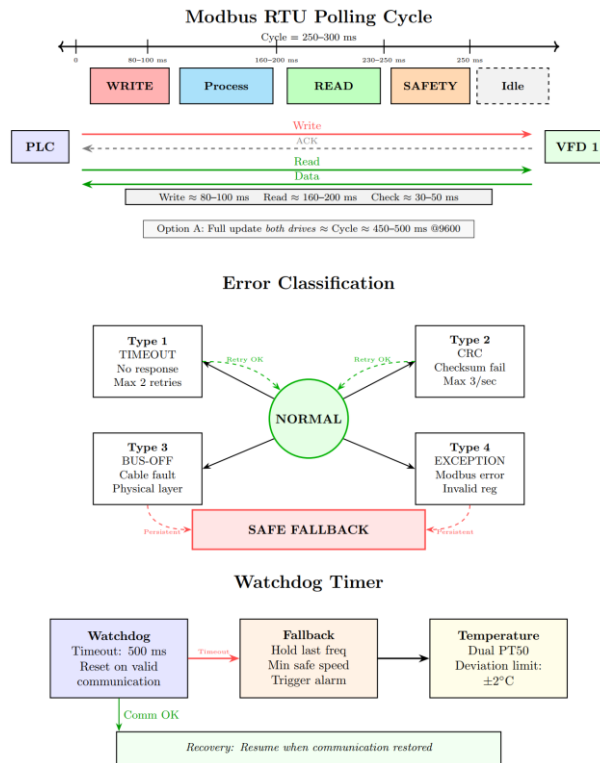 Modbus RTU Polling Cycle
Cycle = 250–300 ms
0 80–100 ms 160–200 ms 230–250 ms 250 ms
WRITE Process READ SAFETY Idle
Write
PLC ACK VFD 1
Read
Data
Write ≈ 80–100 ms Read ≈ 160–200 ms Check ≈ 30–50 ms
Option A: Full update both drives ≈ Cycle ≈ 450–500 ms @9600
Error Classification
Type 1
TIMEOUT
No response
Max 2 retries
Retry OK
Retry OK
Type 2
CRC
Checksum fail
Max 3/sec
NORMAL
Type 3
BUS-OFF
Cable fault
Physical layer
Type 4
EXCEPTION
Modbus error
Invalid reg
Persistent
SAFE FALLBACK
Persistent
Watchdog Timer
Watchdog
Timeout: 500 ms
Reset on valid
communication
Timeout
Fallback
Hold last freq
Min safe speed
Trigger alarm
Temperature
Dual PT50
Deviation limit:
±2°C
Comm OK
Recovery: Resume when communication restored